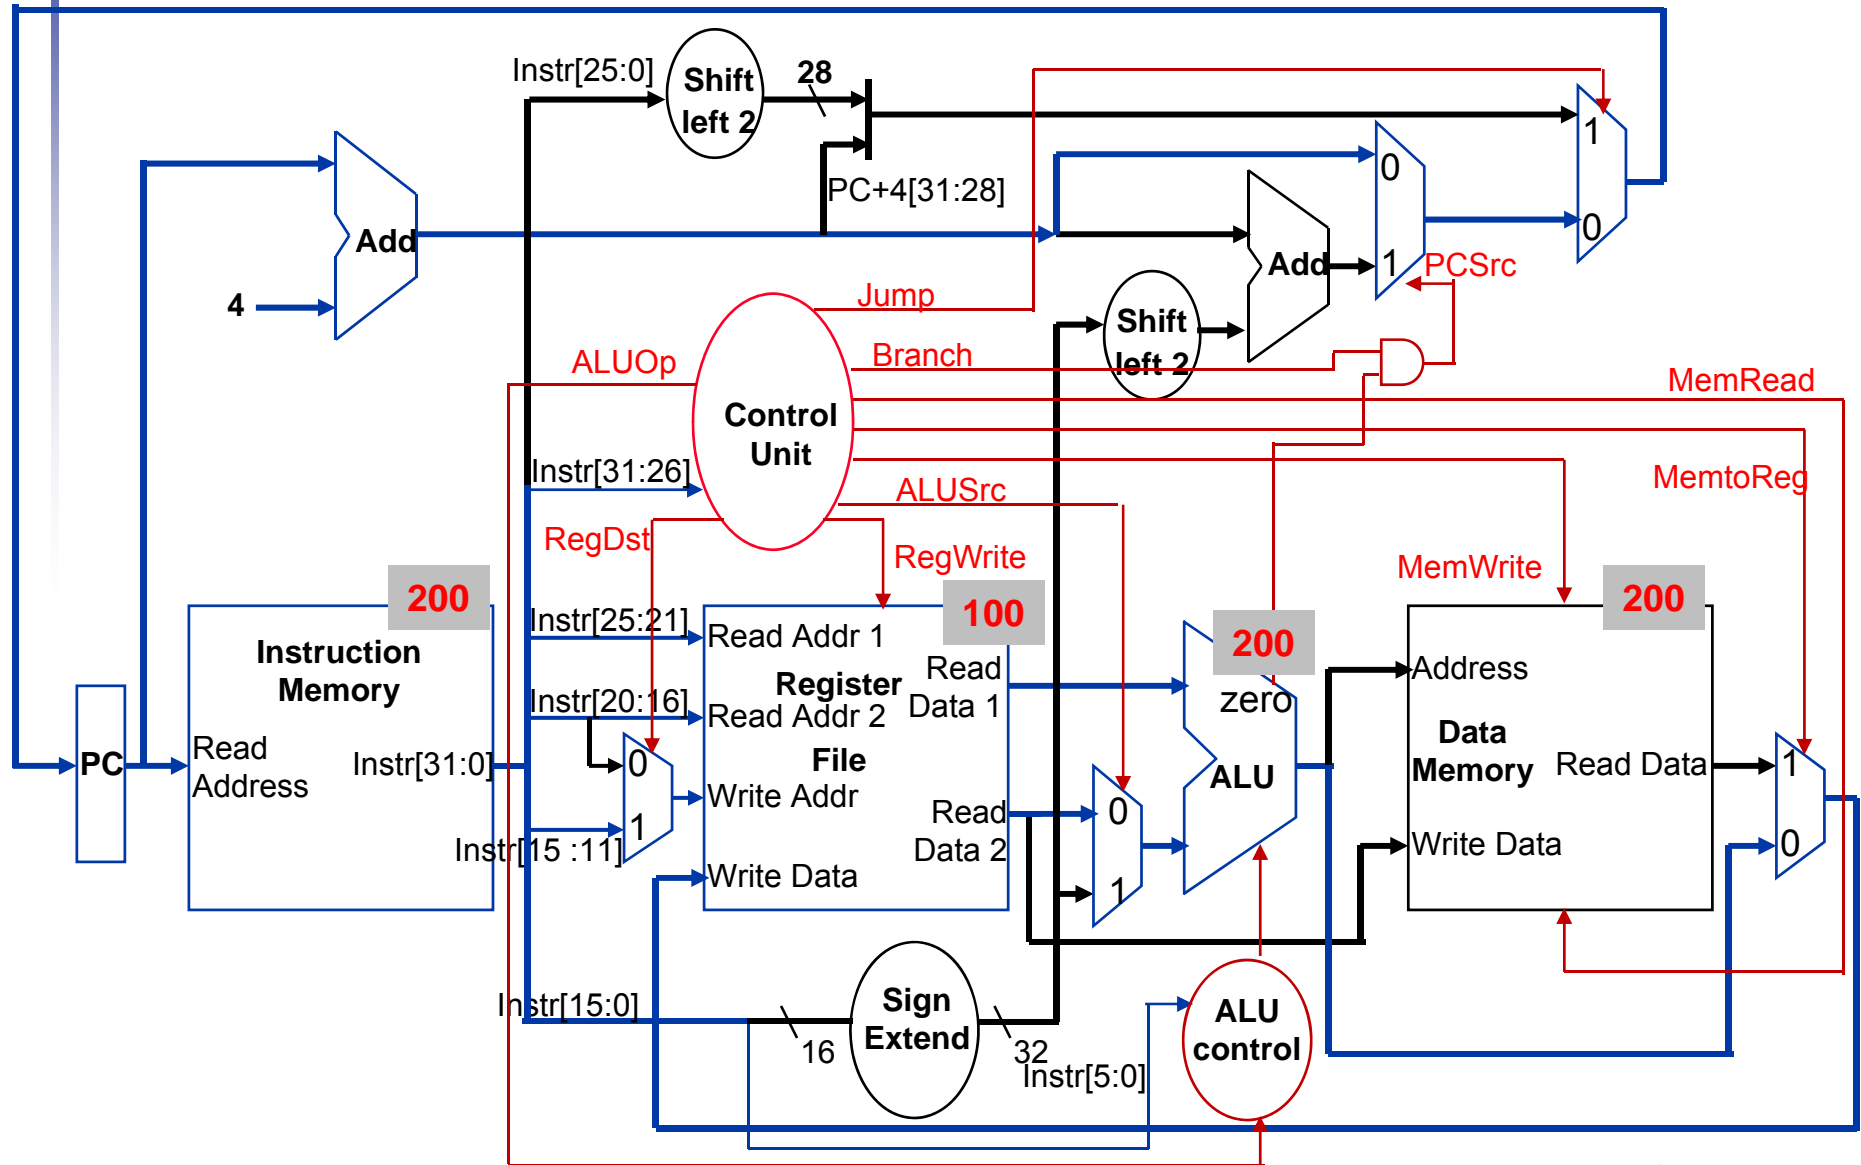 Instr[25:0]
Shift
left 2
28
1
0
PC+4[31:28]
0
1
Add
Add
PCSrc
4
Jump
Shift
left 2
ALUOp
Branch
MemRead
Control
Unit
Instr[31:26]
ALUSrc
MemtoReg
RegDst
RegWrite
MemWrite
200
100
200
200
Instruction
Memory
Instr[25:21]
Read Addr 1
Register
Read
Data 1
zero
Address
Instr[20:16]
Read Addr 2
Data
Memory
PC
Read
Address
Instr[31:0]
0
File
ALU
Read Data
1
Write Addr
Read
Data 2
0
1
Instr[15 :11]
Write Data
Write Data
0
1
Instr[15:0]
Sign
Extend
16
32
ALU
control
Instr[5:0]